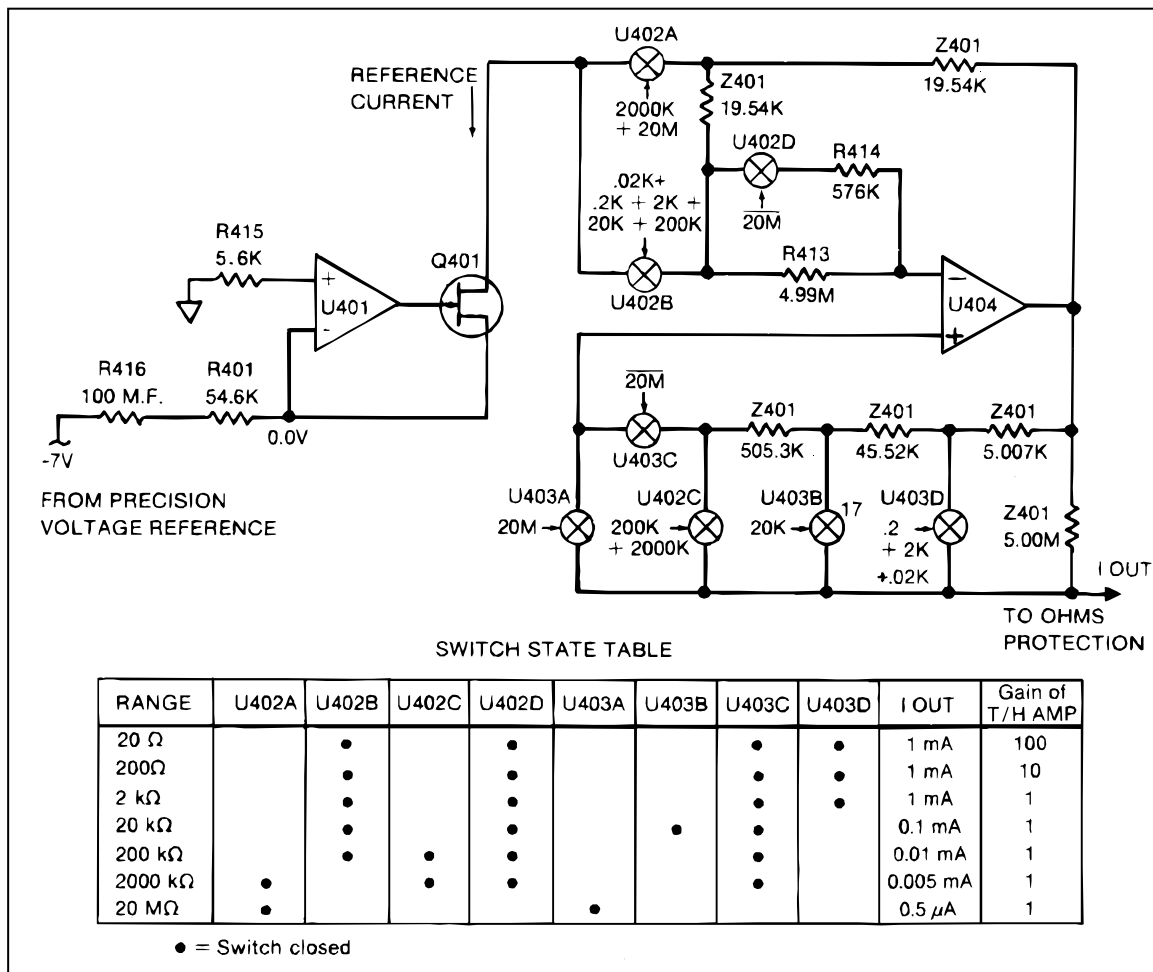 U402A
REFERENCE
CURRENT
2000K
+ 20M
Z401
19.54K
Z401
19.54K
U402D
R414
576K
20M
.02K+
.2K + 2K +
20K + 200K
U402B
R413
4.99M
R415
5.6K
+
U401
-
Q401
−
U404
+
R416
100 M.F.
R401
54.6K
0.0V
-7V
FROM PRECISION
VOLTAGE REFERENCE
20M
U403C
Z401
505.3K
Z401
45.52K
Z401
5.007K
U403A
20M
U402C
200K
+ 2000K
U403B
17
20K
U403D
.2
+ 2K
+.02K
Z401
5.00M
I OUT
TO OHMS
PROTECTION
SWITCH STATE TABLE
RANGE U402A U402B U402C U402D U403A U403B U403C U403D I OUT Gain of T/H AMP
20 Ω ● ● ● ● 1 mA 100
200Ω ● ● ● ● 1 mA 10
2 kΩ ● ● ● ● 1 mA 1
20 kΩ ● ● ● ● 0.1 mA 1
200 kΩ ● ● ● ● 0.01 mA 1
2000 kΩ ● ● ● ● 0.005 mA 1
20 MΩ ● ● 0.5 μA 1
● = Switch closed